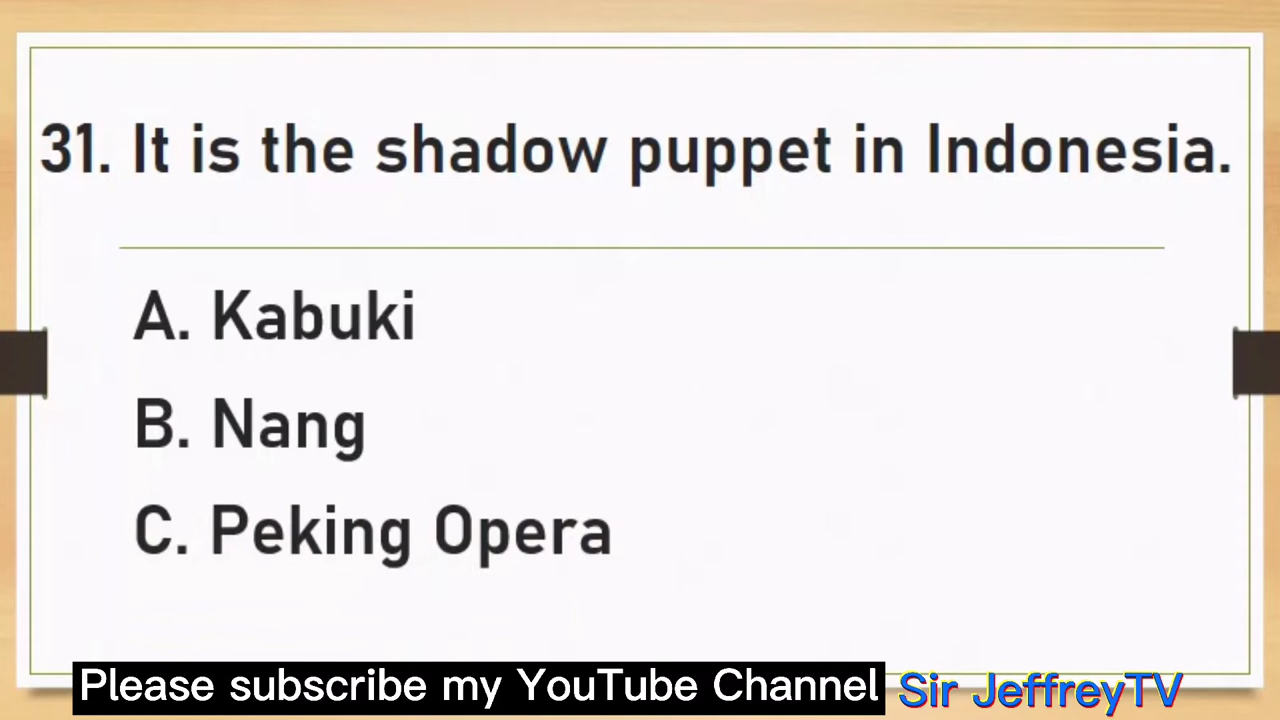 31. It is the shadow puppet in Indonesia.
A. Kabuki
B. Nang
C. Peking Opera
Please subscribe my YouTube Channel Sir JeffreyTV